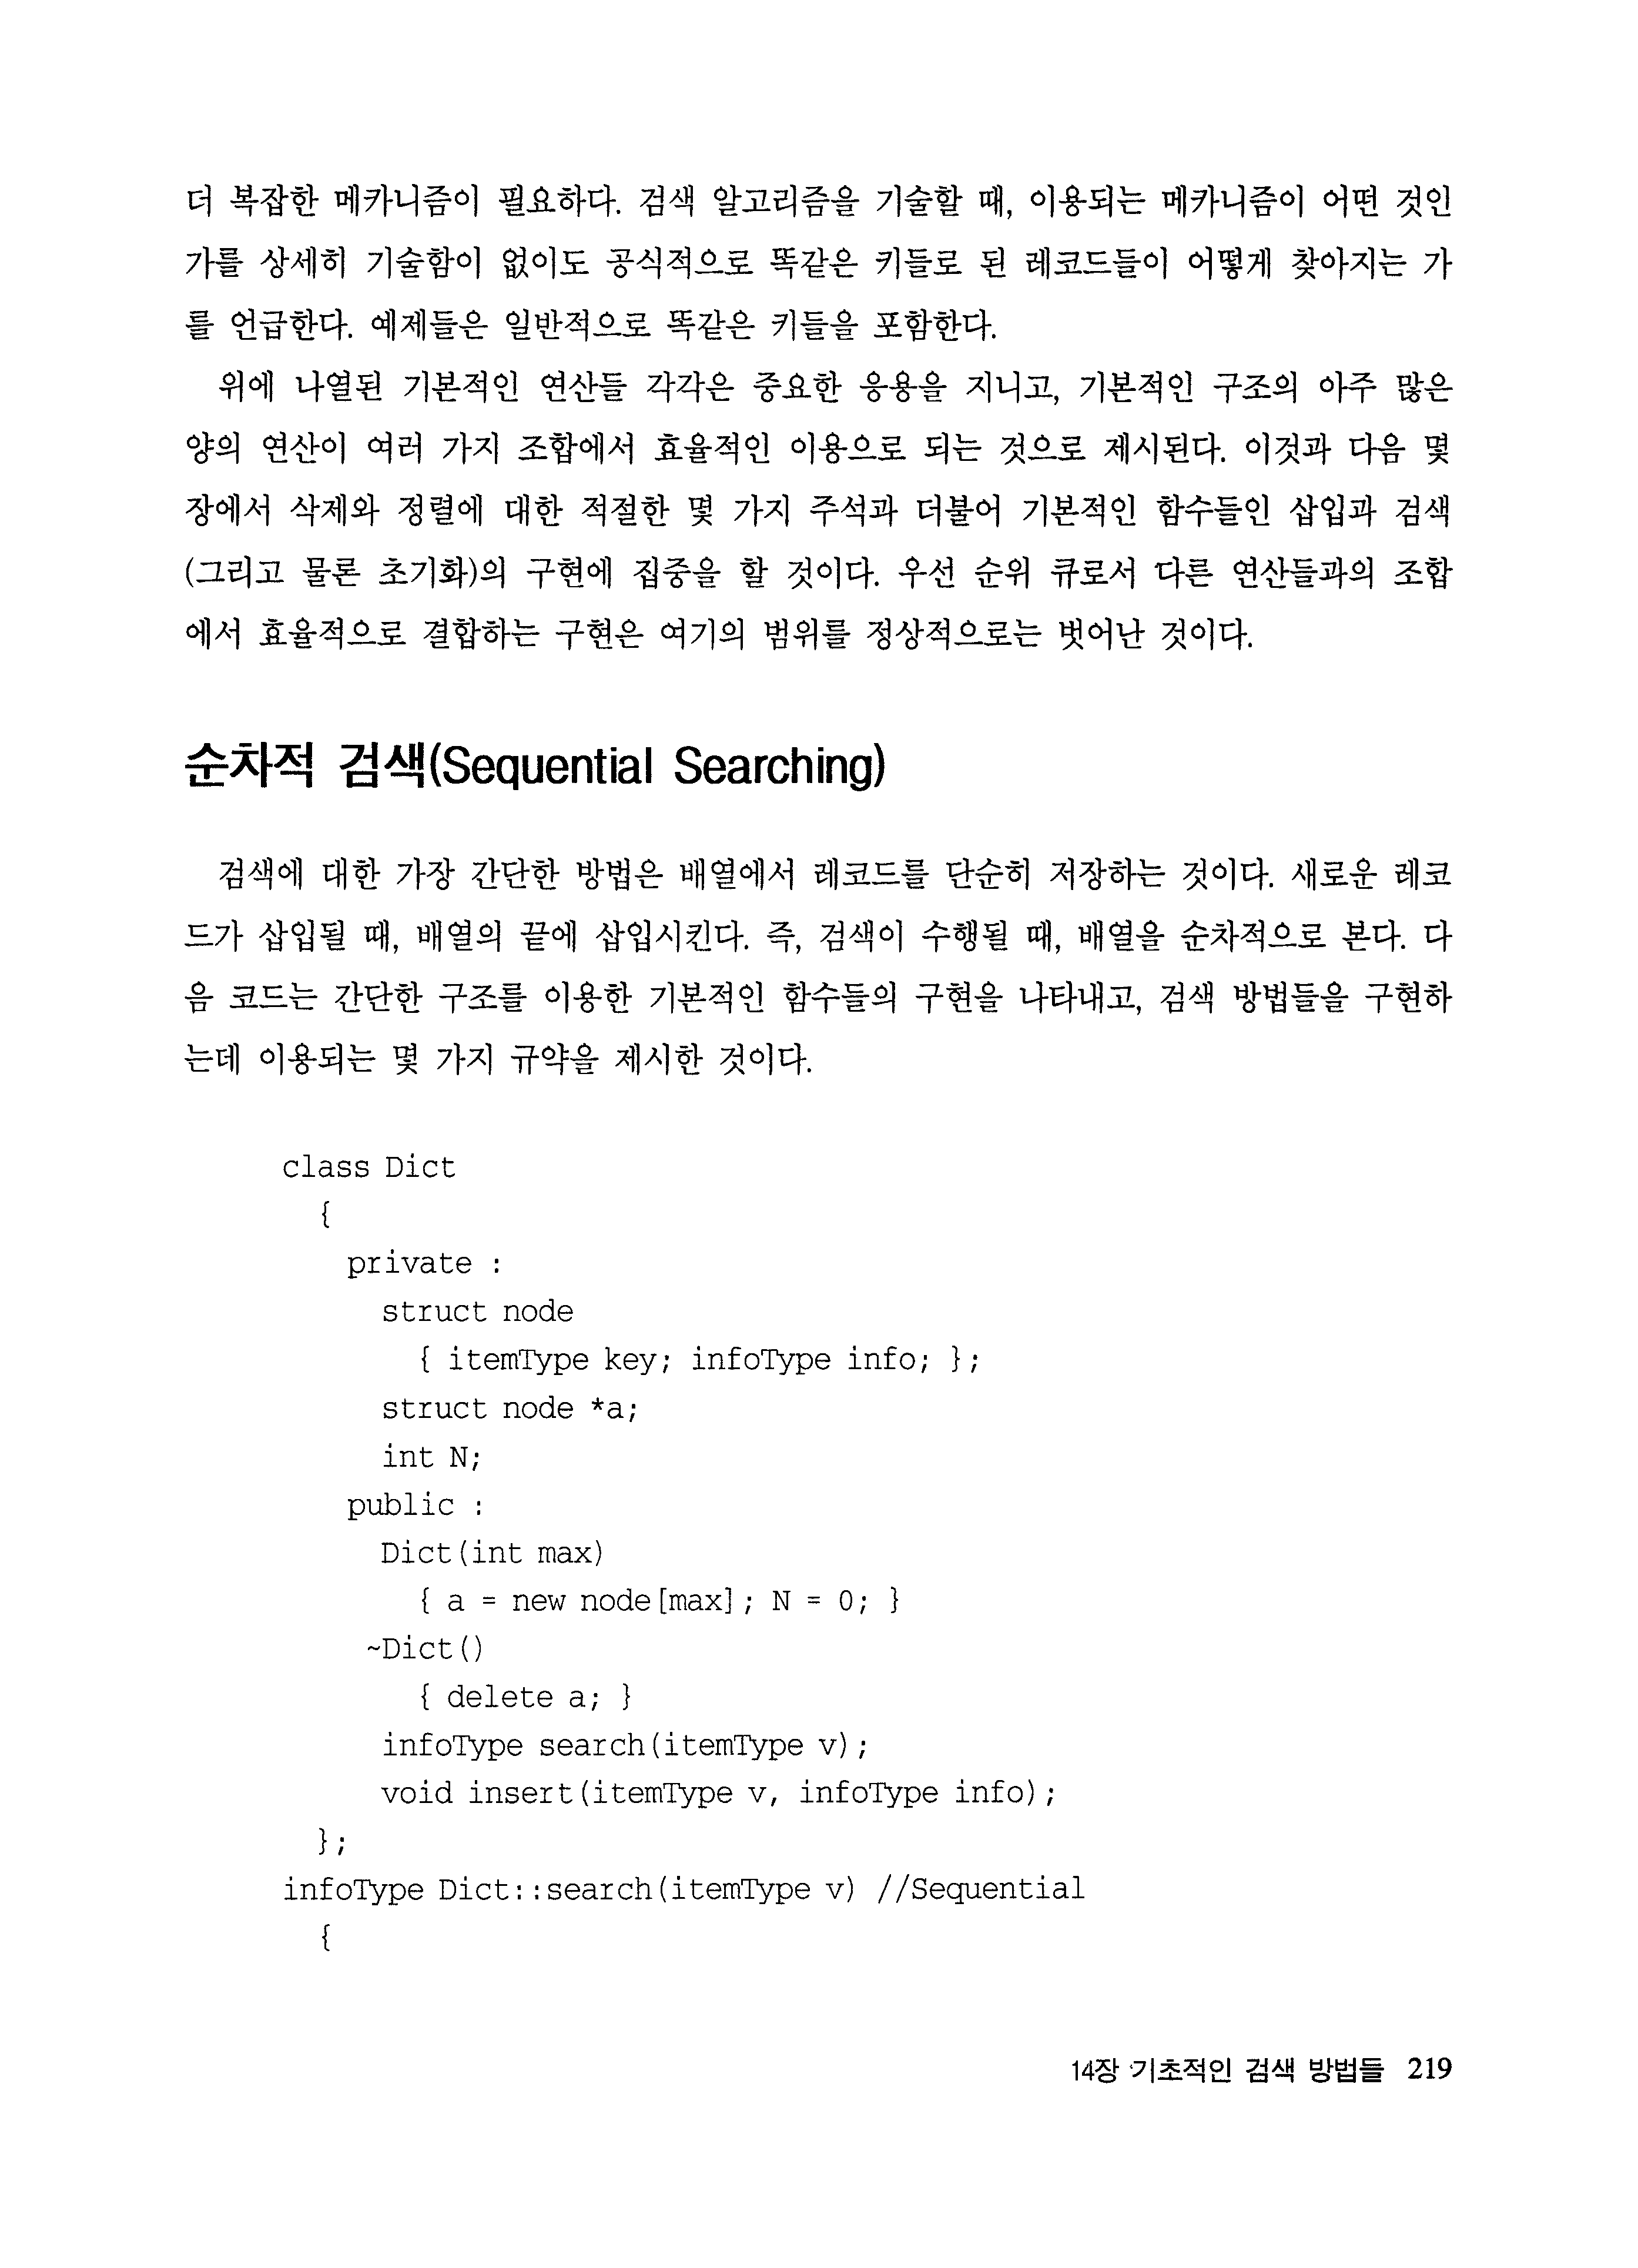 더 복잡한 메카니즘이 필요하다. 검색 알고리즘을 기술할 때, 이용되는 메카니즘이 어떤 것인
가를 상세히 기술함이 없이도 공식적으로 똑같은 키들로 된 레코드들이 어떻게 찾아지는 가
를 언급한다. 예제들은 일반적으로 똑같은 키들을 포함한다.
위에 나열된 기본적인 연산들 각각은 중요한 응용을 지니고, 기본적인 구조의 아주 많은
양의 연산이 여러 가지 조합에서 효율적인 이용으로 되는 것으로 제시된다. 이것과 다음 몇
장에서 삭제와 정렬에 대한 적절한 몇 가지 주석과 더불어 기본적인 함수들인 삽입과 검색
(그리고 물론 초기화)의 구현에 집중을 할 것이다. 우선 순위 큐로서 다른 연산들과의 조합
에서 효율적으로 결합하는 구현은 여기의 범위를 정상적으로는 벗어난 것이다.
순차적 검색(Sequential Searching)
검색에 대한 가장 간단한 방법은 배열에서 레코드를 단순히 저장하는 것이다. 새로운 레코
드가 삽입될 때, 배열의 끝에 삽입시킨다. 즉, 검색이 수행될 때, 배열을 순차적으로 본다. 다
음 코드는 간단한 구조를 이용한 기본적인 함수들의 구현을 나타내고, 검색 방법들을 구현하
는데 이용되는 몇 가지 규약을 제시한 것이다.
class Dict
{
private :
struct node
{ itemType key; infoType info; };
struct node *a;
int N;
public :
Dict(int max)
{ a = new node[max]; N = 0; }
~Dict()
{ delete a; }
infoType search(itemType v);
void insert(itemType v, infoType info);
};
infoType Dict::search(itemType v) //Sequential
{
14장 기초적인 검색 방법들 219